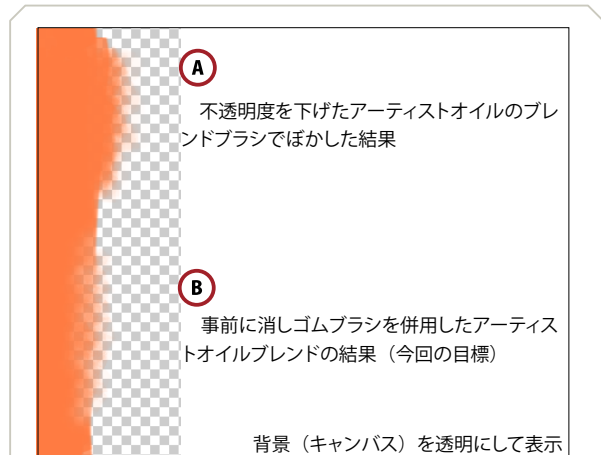 A
不透明度を下げたアーティストオイルのブレ
ンドブラシでぼかした結果
B
事前に消しゴムブラシを併用したアーティス
トオイルブレンドの結果（今回の目標）
背景（キャンバス）を透明にして表示